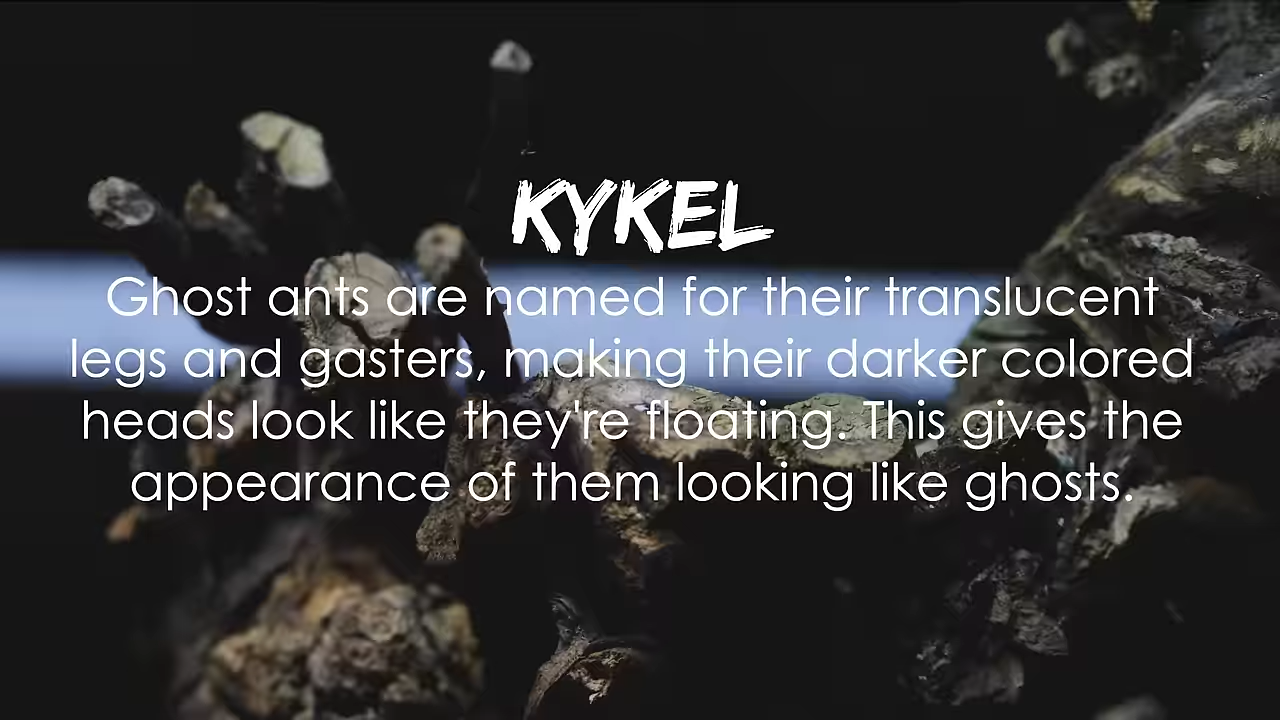 KYKEL
Ghost ants are named for their translucent
legs and gasters, making their darker colored
heads look like they're floating. This gives the
appearance of them looking like ghosts.